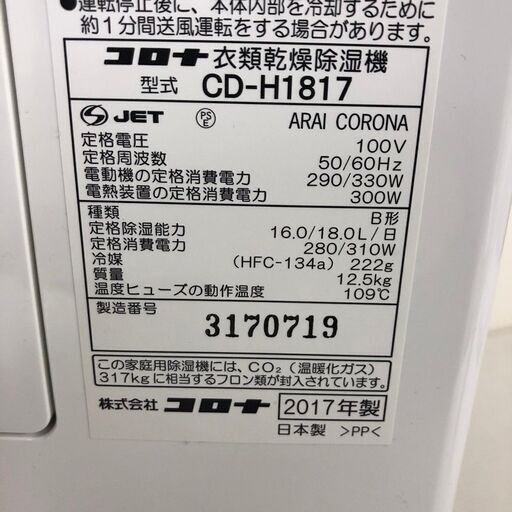 ●運転停止後に、本体内部を冷却するために
約1分間送風運転をする場合があります。
コロナ 衣類乾燥除湿機
型式 CD-H1817
JET PSE ARAI CORONA
定格電圧 100V
定格周波数 50/60Hz
電動機の定格消費電力 290/330W
電熱装置の定格消費電力 300W
種類 B形
定格除湿能力 16.0/18.0L/日
定格消費電力 280/310W
冷媒 (HFC-134a) 222g
質量 12.5kg
温度ヒューズの動作温度 109℃
製造番号
3170719
この家庭用除湿機には、CO₂(温暖化ガス)
317kgに相当するフロン類が封入されています。
株式会社 コロナ 2017年製
日本製 >PP<